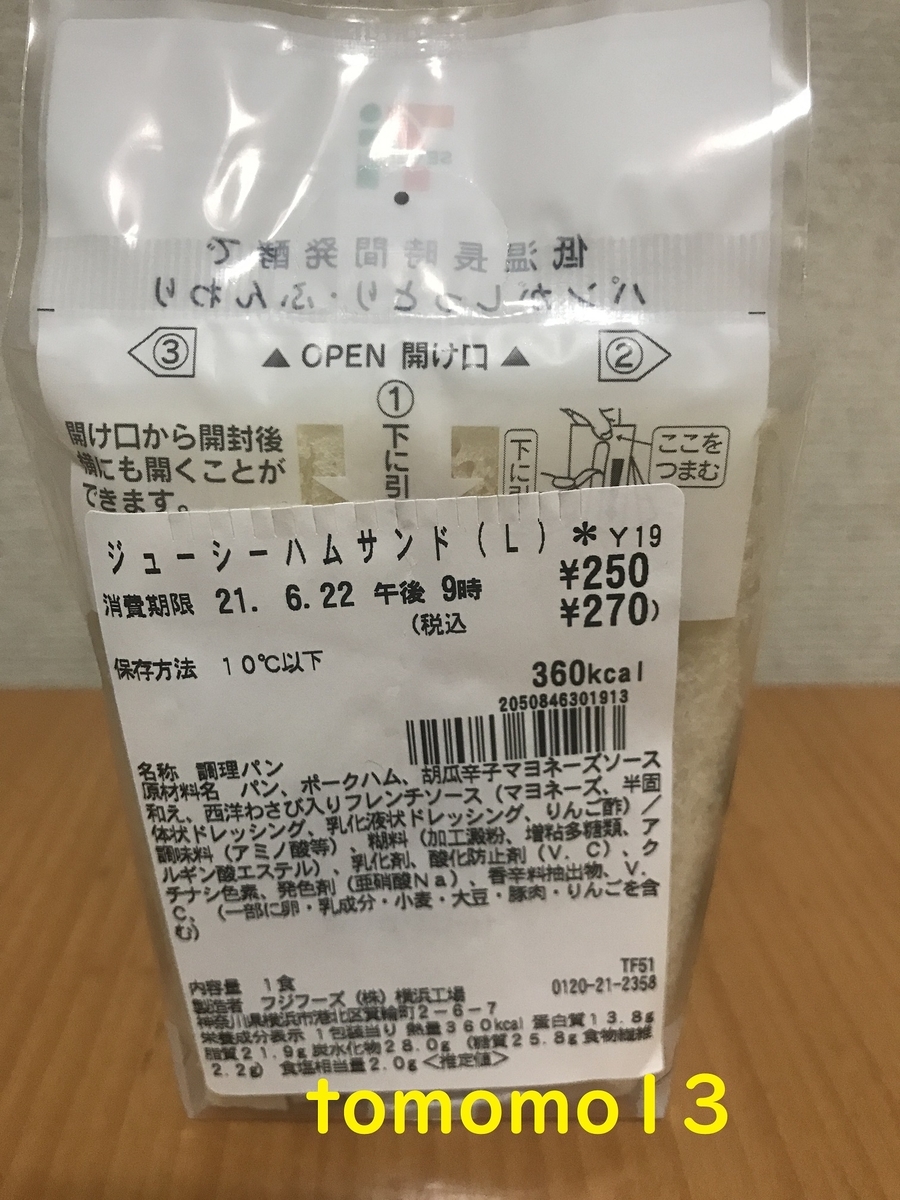 低温長時間発酵で
パンがしっとり・ふんわり
③ ▲ OPEN 開け口 ▲ ②
①
下に引
開け口から開封後
横にも開くことが
できます。
下に引
ここを
つまむ
ジューシーハムサンド(L) * Y19
消費期限 21. 6.22 午後 9時 ¥250
(税込 ¥270)
保存方法 10℃以下
360kcal
2050846301913
名称 調理パン
原材料名 パン、ポークハム、胡瓜辛子マヨネーズソース
和え、西洋わさび入りフレンチソース(マヨネーズ、半固
体状ドレッシング、乳化液状ドレッシング、りんご酢)/
調味料(アミノ酸等)、糊料(加工澱粉、増粘多糖類、ア
ルギン酸エステル)、乳化剤、酸化防止剤(V.C)、ク
チナシ色素、発色剤(亜硝酸Na)、香辛料抽出物、V.
C、(一部に卵・乳成分・小麦・大豆・豚肉・りんごを含
む)
TF51
内容量 1食 0120-21-2358
製造者 フジフーズ(株)横浜工場
神奈川県横浜市港北区箕輪町2-6-7
栄養成分表示 1包装当り 熱量360kcal 蛋白質13.8g
脂質21.9g 炭水化物28.0g (糖質25.8g 食物繊維
2.2g) 食塩相当量2.0g <推定値>
tomomo13